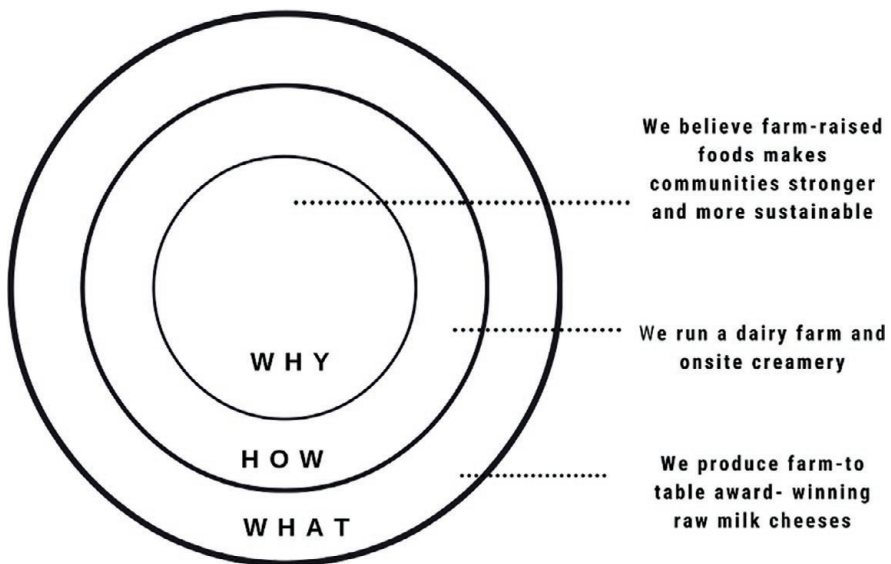 We believe farm-raised
foods makes
communities stronger
and more sustainable
We run a dairy farm and
onsite creamery
WHY
HOW
We produce farm-to
table award- winning
raw milk cheeses
WHAT